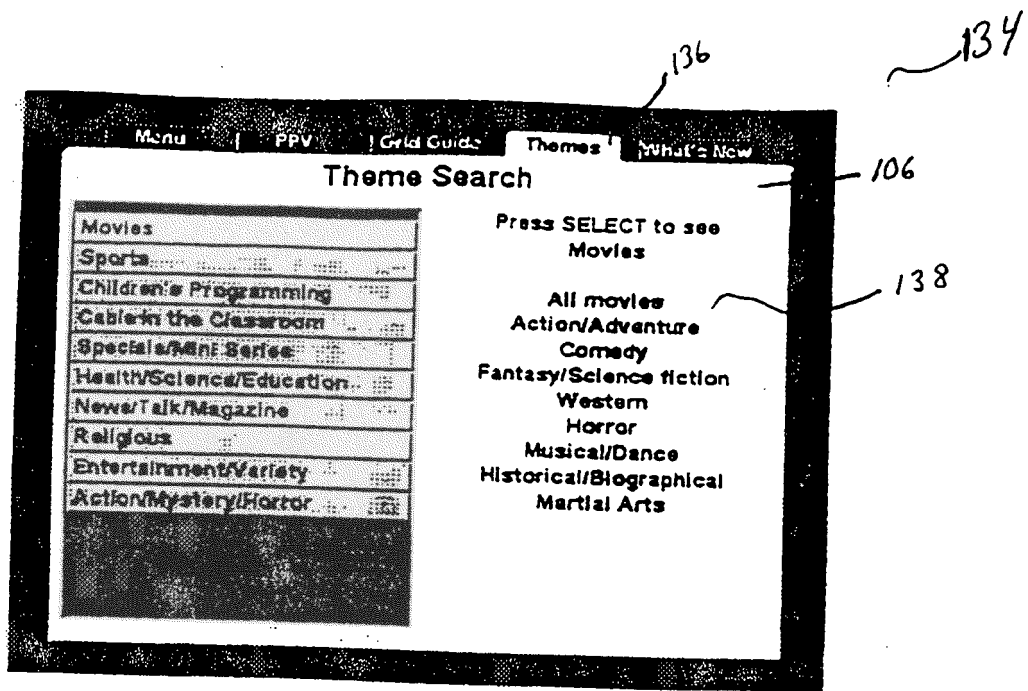 134
136
Menu | PPV | Grid Guide Themes What's New
Theme Search
106
Movies
Sports
Children's Programming
Cable in the Classroom
Specials/Mini Series
Health/Science/Education
News/Talk/Magazine
Religious
Entertainment/Variety
Action/Mystery/Horror
Press SELECT to see
Movies
138
All movies
Action/Adventure
Comedy
Fantasy/Science fiction
Western
Horror
Musical/Dance
Historical/Biographical
Martial Arts